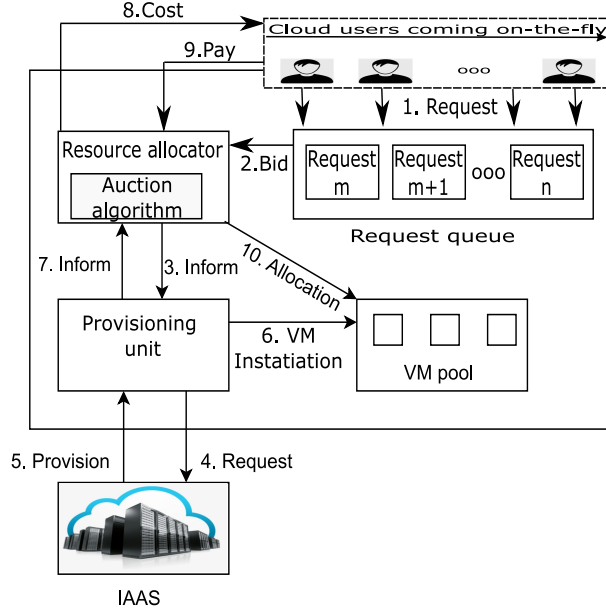 8.Cost
Cloud users coming on-the-fly
9.Pay
ooo
1. Request
Resource allocator
2.Bid
Request
m
Request
m+1
ooo
Request
n
Auction
algorithm
Request queue
7. Inform
3. Inform
10. Allocation
Provisioning
unit
6. VM
Instatiation
VM pool
5. Provision
4. Request
IAAS